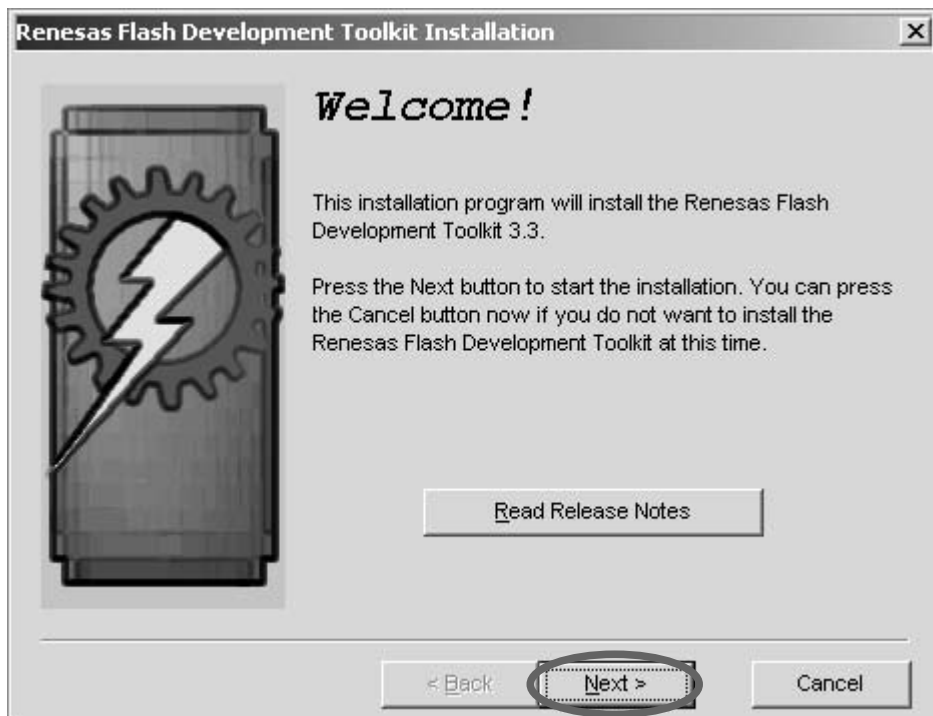 Renesas Flash Development Toolkit Installation
Welcome!
This installation program will install the Renesas Flash
Development Toolkit 3.3.
Press the Next button to start the installation. You can press
the Cancel button now if you do not want to install the
Renesas Flash Development Toolkit at this time.
Read Release Notes
< Back Next > Cancel